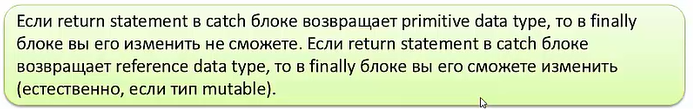 Если return statement в catch блоке возвращает primitive data type, то в finally
блоке вы его изменить не сможете. Если return statement в catch блоке
возвращает reference data type, то в finally блоке вы его сможете изменить
(естественно, если тип mutable).